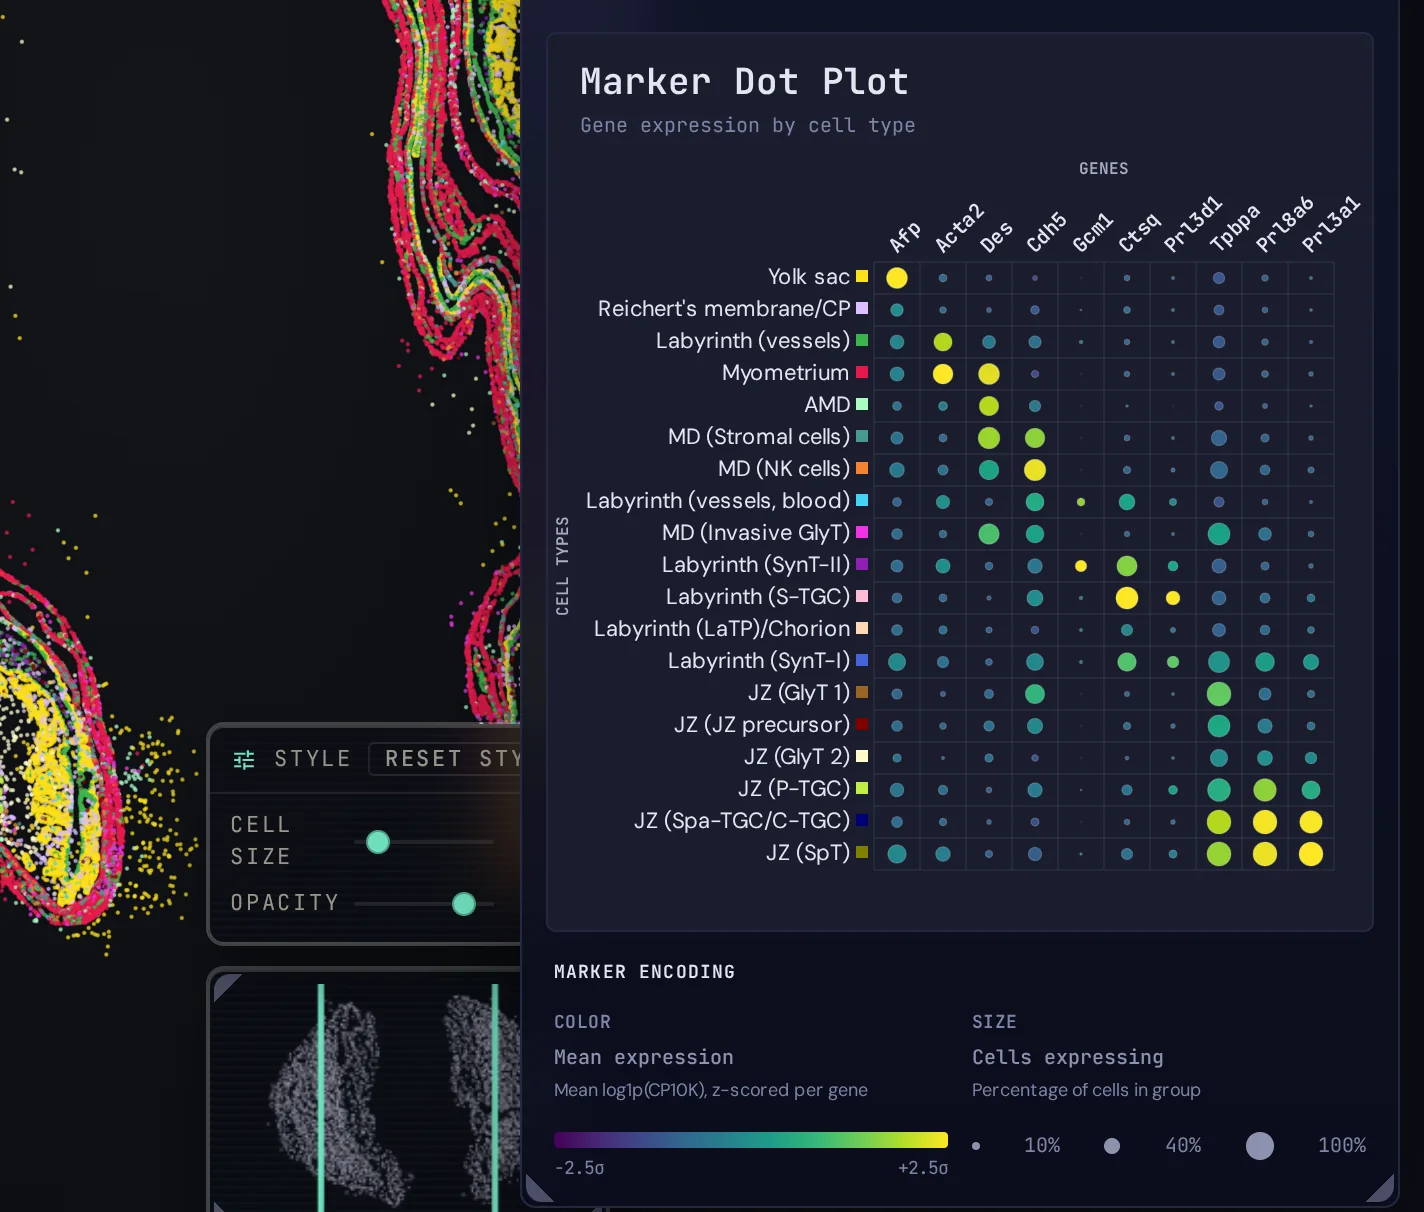 Marker Dot Plot
Gene expression by cell type
GENES
Afp
Acta2
Des
Cdh5
Gcm1
Ctsq
Prl3d1
Tpbpa
Prl8a6
Prl3a1
CELL TYPES
Yolk sac
Reichert's membrane/CP
Labyrinth (vessels)
Myometrium
AMD
MD (Stromal cells)
MD (NK cells)
Labyrinth (vessels, blood)
MD (Invasive GlyT)
Labyrinth (SynT-II)
Labyrinth (S-TGC)
Labyrinth (LaTP)/Chorion
Labyrinth (SynT-I)
JZ (GlyT 1)
JZ (JZ precursor)
JZ (GlyT 2)
JZ (P-TGC)
JZ (Spa-TGC/C-TGC)
JZ (SpT)
STYLE
RESET STY
CELL
SIZE
OPACITY
MARKER ENCODING
COLOR
Mean expression
Mean log1p(CP10K), z-scored per gene
-2.5σ +2.5σ
SIZE
Cells expressing
Percentage of cells in group
10% 40% 100%